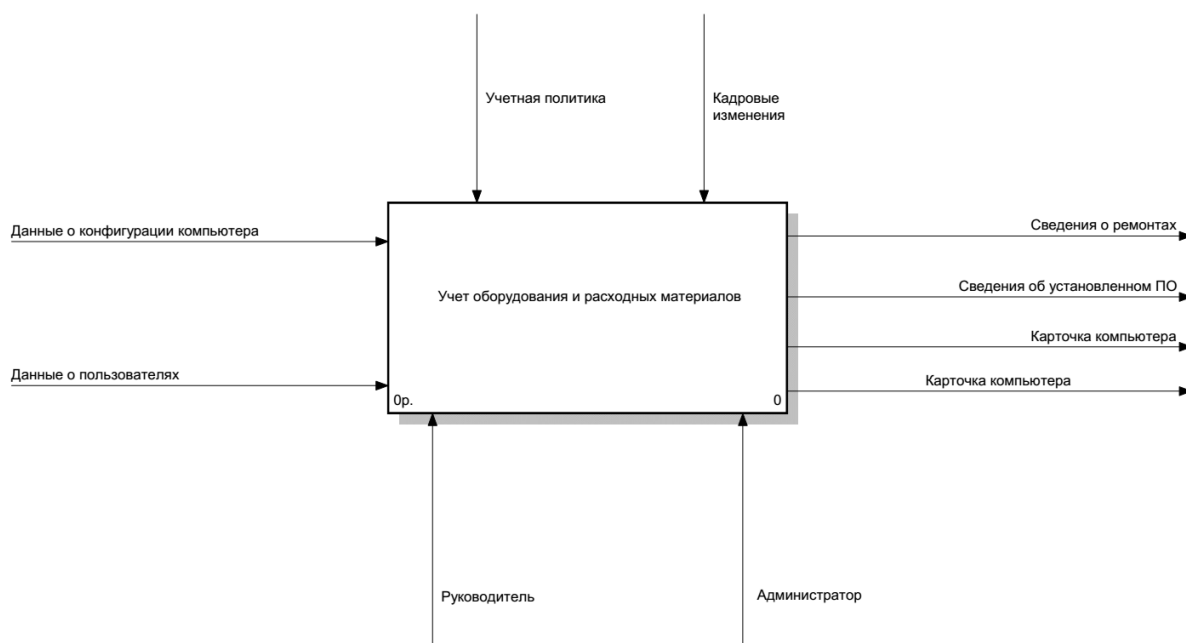 Учетная политика
Кадровые
изменения
Данные о конфигурации компьютера
Сведения о ремонтах
Учет оборудования и расходных материалов
Сведения об установленном ПО
Карточка компьютера
Данные о пользователях
Карточка компьютера
0р.
0
Руководитель
Администратор